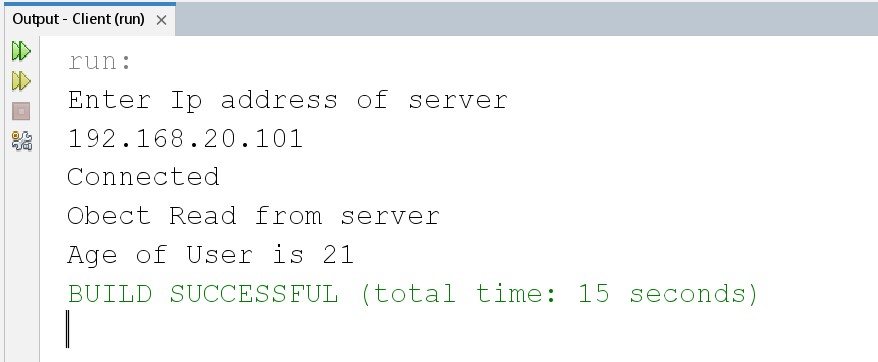 Output - Client (run) ×
run:
Enter Ip address of server
192.168.20.101
Connected
Obect Read from server
Age of User is 21
BUILD SUCCESSFUL (total time: 15 seconds)